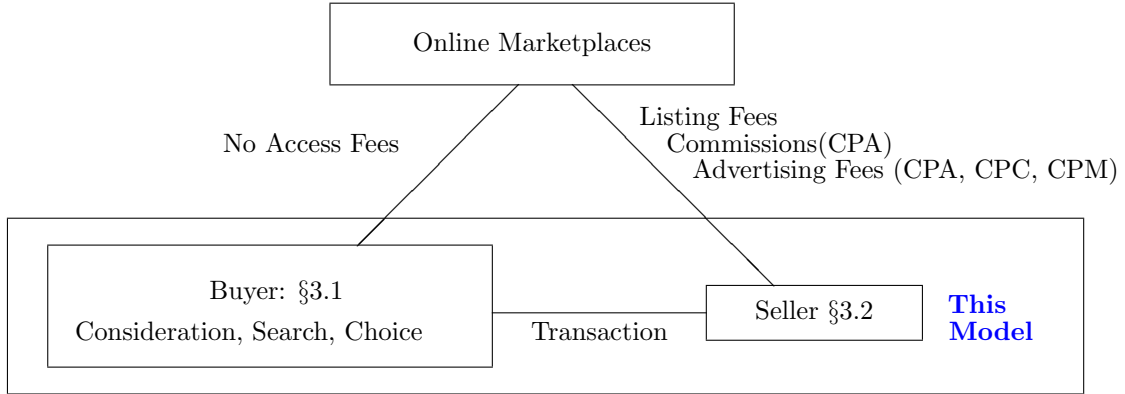 Online Marketplaces
Listing Fees
No Access Fees
Commissions(CPA)
Advertising Fees (CPA, CPC, CPM)
Buyer: §3.1
Consideration, Search, Choice
Transaction
Seller §3.2
This
Model